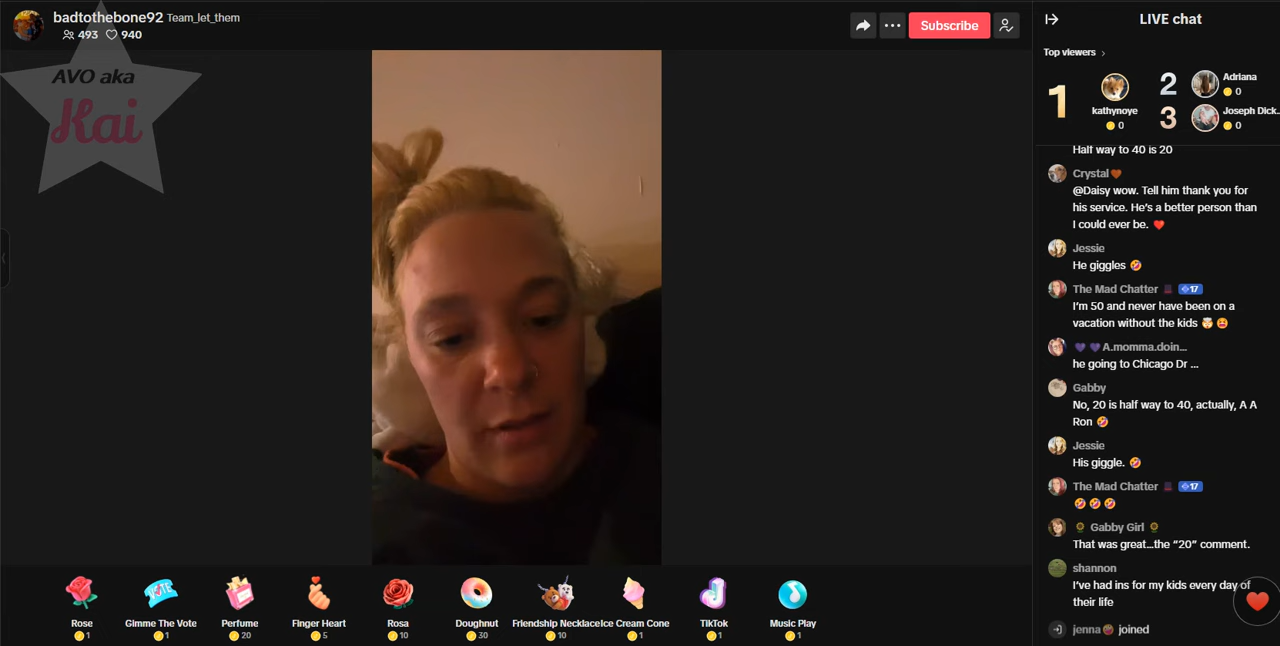 badtothebone92 Team_let_them
493 940
Subscribe
LIVE chat
AVO aka
Kai
Top viewers
1
kathynoye
0
2
Adriana
0
3
Joseph Dick..
0
Half way to 40 is 20
Crystal
@Daisy wow. Tell him thank you for
his service. He's a better person than
I could ever be.
Jessie
He giggles
The Mad Chatter 17
I'm 50 and never have been on a
vacation without the kids
A.momma.doin...
he going to Chicago Dr ...
Gabby
No, 20 is half way to 40, actually, A A
Ron
Jessie
His giggle.
The Mad Chatter 17
Gabby Girl
That was great...the "20" comment.
shannon
I've had ins for my kids every day of
their life
jenna joined
Rose
1
Gimme The Vote
1
Perfume
20
Finger Heart
5
Rosa
10
Doughnut
30
Friendship Necklace
10
Ice Cream Cone
1
TikTok
1
Music Play
1